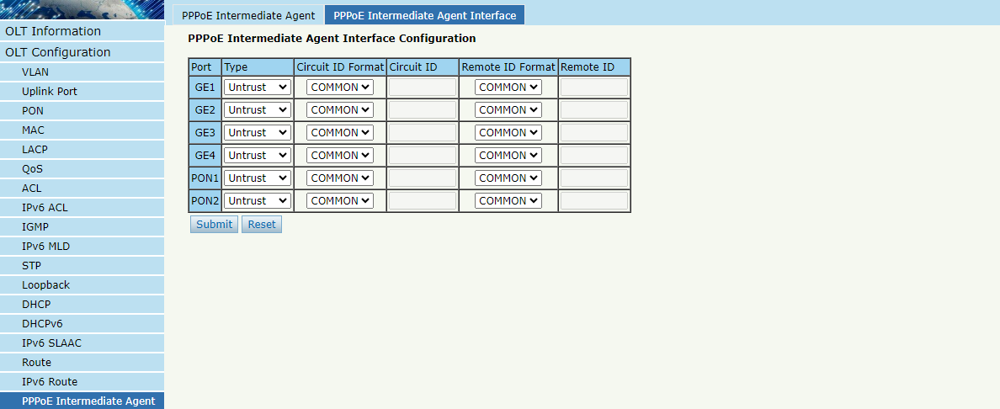 PPPoE Intermediate Agent PPPoE Intermediate Agent Interface
OLT Information
OLT Configuration
VLAN
Uplink Port
PON
MAC
LACP
QoS
ACL
IPv6 ACL
IGMP
IPv6 MLD
STP
Loopback
DHCP
DHCPv6
IPv6 SLAAC
Route
IPv6 Route
PPPoE Intermediate Agent
PPPoE Intermediate Agent Interface Configuration
Port Type Circuit ID Format Circuit ID Remote ID Format Remote ID
GE1 Untrust COMMON COMMON
GE2 Untrust COMMON COMMON
GE3 Untrust COMMON COMMON
GE4 Untrust COMMON COMMON
PON1 Untrust COMMON COMMON
PON2 Untrust COMMON COMMON
Submit Reset